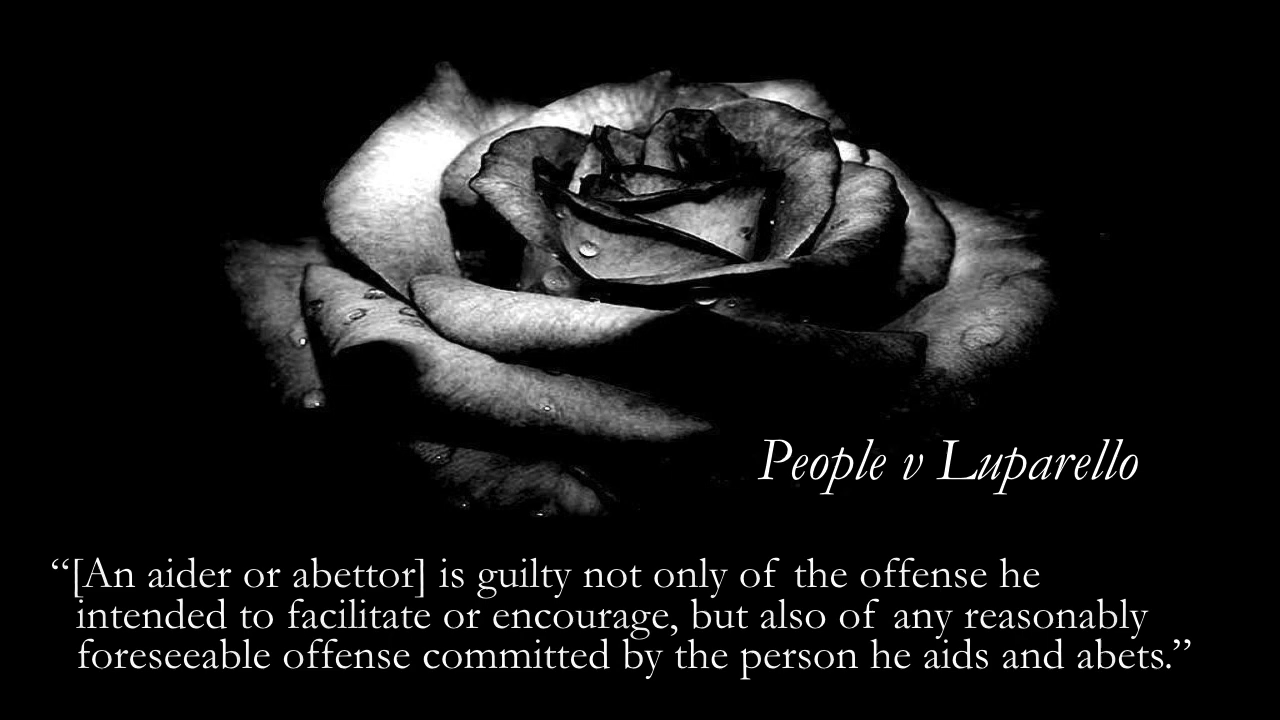 People v Luparello
“[An aider or abettor] is guilty not only of the offense he
intended to facilitate or encourage, but also of any reasonably
foreseeable offense committed by the person he aids and abets.”